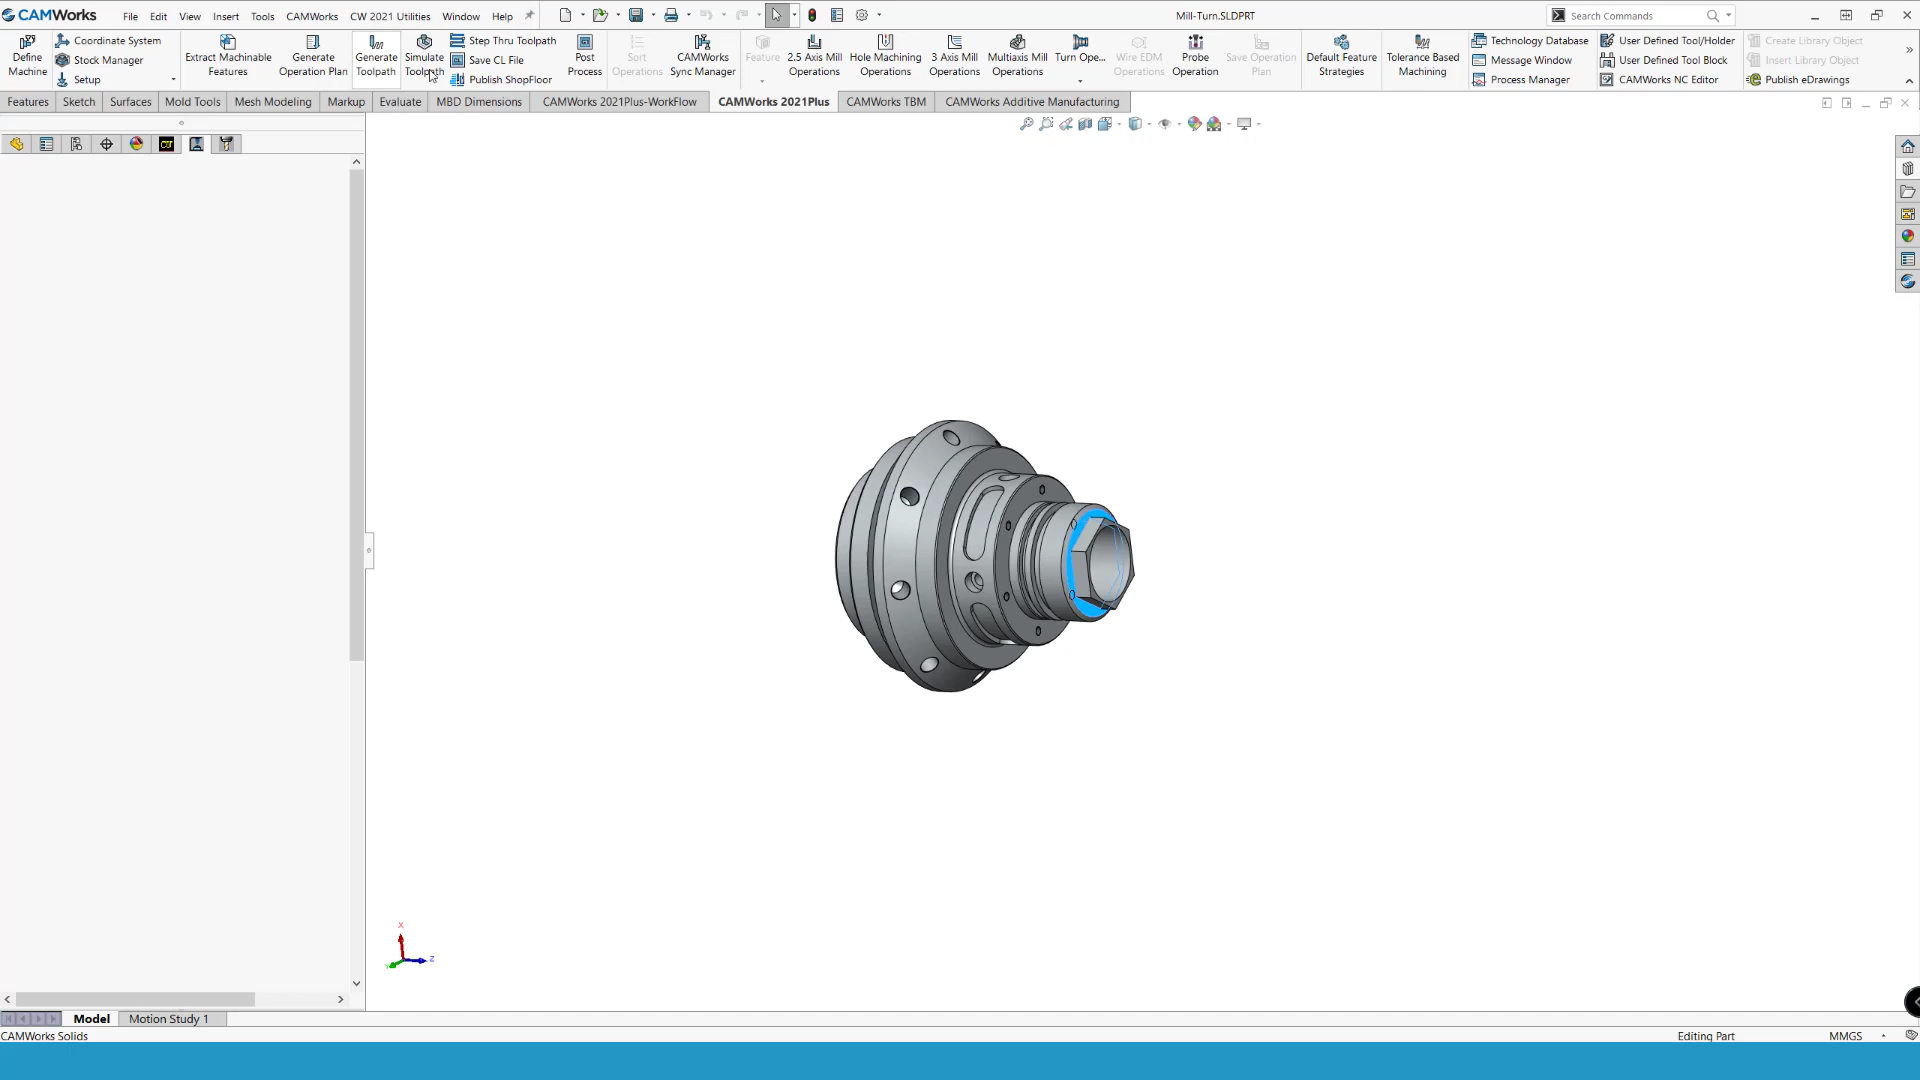 CAMWorks File Edit View Insert Tools CAMWorks CW 2021 Utilities Window Help Mill-Turn.SLDPRT Search Commands
Define Machine
Coordinate System
Stock Manager
Setup
Extract Machinable Features
Generate Operation Plan
Generate Toolpath
Simulate Toolpath
Step Thru Toolpath
Save CL File
Publish ShopFloor
Post Process
Sort Operations
CAMWorks Sync Manager
Feature
2.5 Axis Mill Operations
Hole Machining Operations
3 Axis Mill Operations
Multiaxis Mill Operations
Turn Ope...
Wire EDM Operations
Probe Operation
Save Operation Plan
Default Feature Strategies
Tolerance Based Machining
Technology Database
Message Window
Process Manager
User Defined Tool/Holder
User Defined Tool Block
CAMWorks NC Editor
Create Library Object
Insert Library Object
Publish eDrawings
Features Sketch Surfaces Mold Tools Mesh Modeling Markup Evaluate MBD Dimensions CAMWorks 2021Plus-WorkFlow CAMWorks 2021Plus CAMWorks TBM CAMWorks Additive Manufacturing
X
Z
Model Motion Study 1
CAMWorks Solids Editing Part MMGS